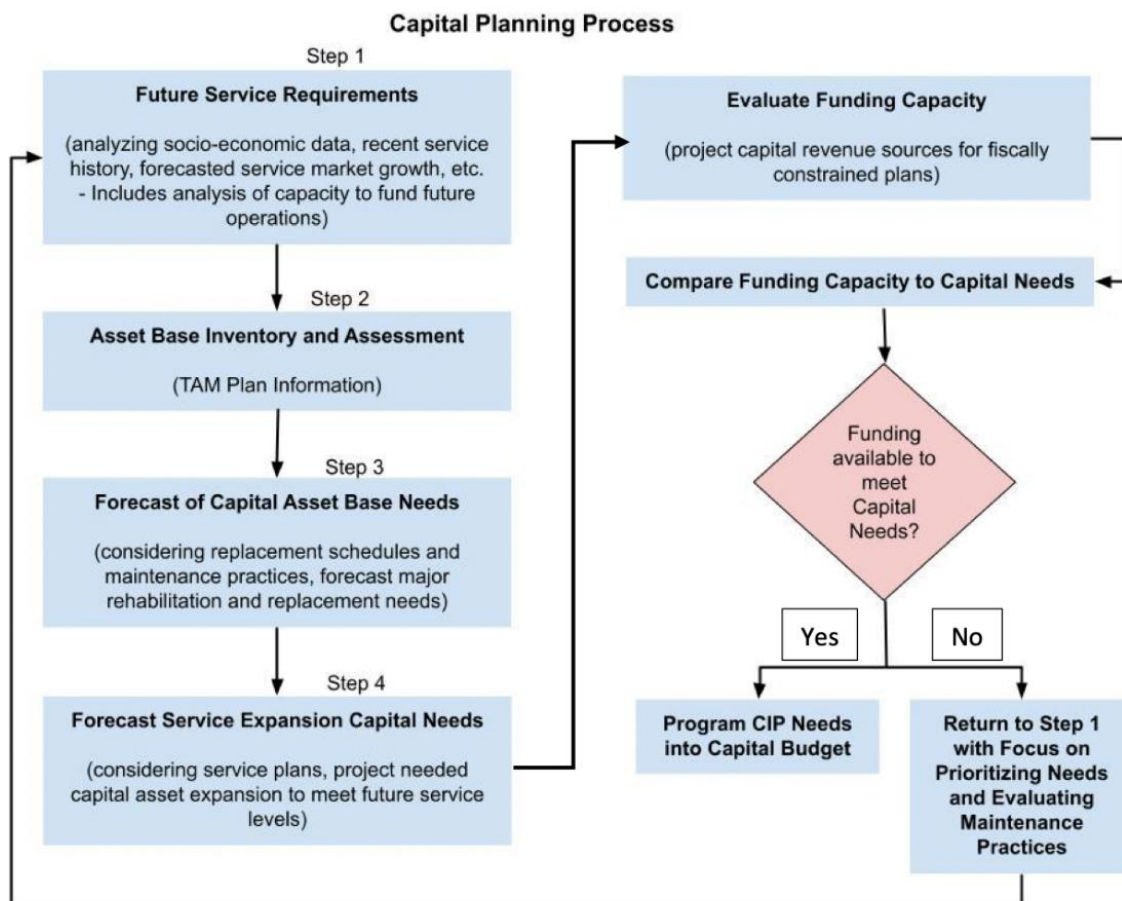 Capital Planning Process
Step 1
Future Service Requirements
(analyzing socio-economic data, recent service
history, forecasted service market growth, etc.
- Includes analysis of capacity to fund future
operations)
Step 2
Asset Base Inventory and Assessment
(TAM Plan Information)
Step 3
Forecast of Capital Asset Base Needs
(considering replacement schedules and
maintenance practices, forecast major
rehabilitation and replacement needs)
Step 4
Forecast Service Expansion Capital Needs
(considering service plans, project needed
capital asset expansion to meet future service
levels)
Evaluate Funding Capacity
(project capital revenue sources for fiscally
constrained plans)
Compare Funding Capacity to Capital Needs
Funding
available to
meet
Capital
Needs?
Yes
No
Program CIP Needs
into Capital Budget
Return to Step 1
with Focus on
Prioritizing Needs
and Evaluating
Maintenance
Practices